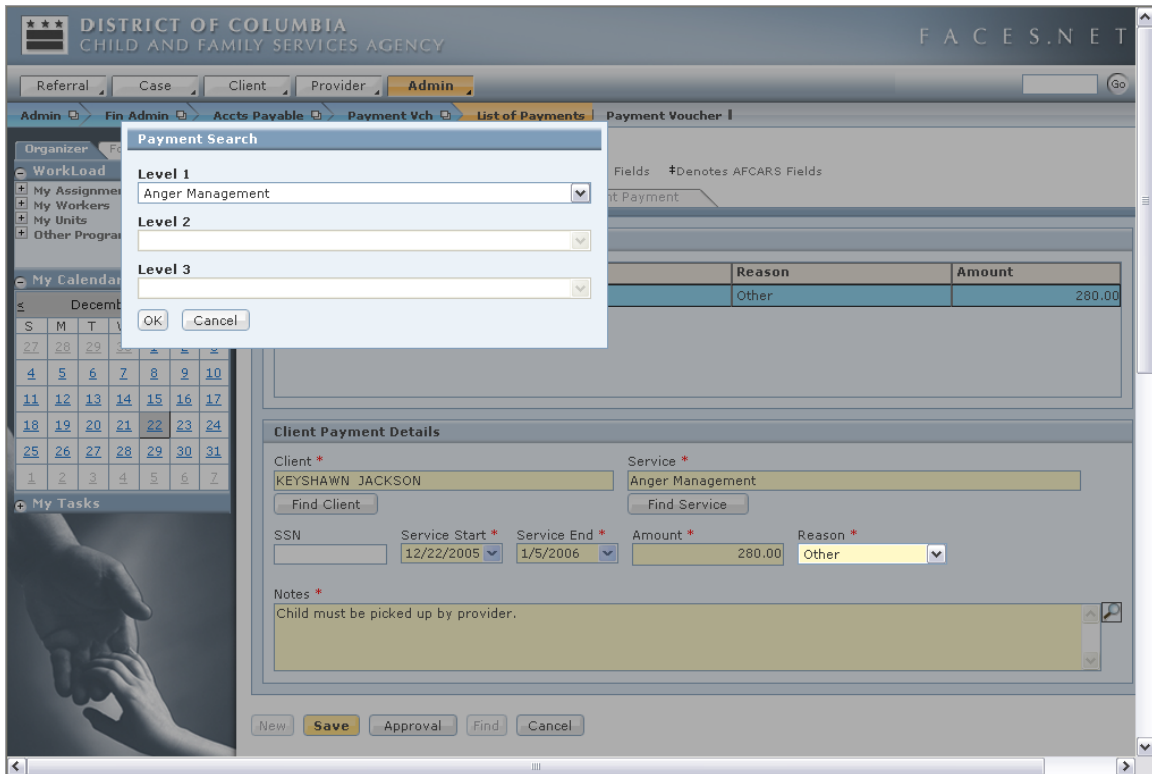 DISTRICT OF COLUMBIA
CHILD AND FAMILY SERVICES AGENCY
FACES.NET
Referral Case Client Provider Admin Go
Admin Fin Admin Accts Payable Payment Vch List of Payments Payment Voucher
Organizer
WorkLoad
My Workers
My Units
My Calendar
<
S M T
27 28 29 30 1 2 3
4 5 6 7 8 9 10
11 12 13 14 15 16 17
18 19 20 21 22 23 24
25 26 27 28 29 30 31
1 2 3 4 5 6 7
My Tasks
Payment Search
Level 1
Anger Management
Level 2
Level 3
OK Cancel
Fields ‡Denotes AFCARS Fields
Payment
Reason Amount
Other 280.00
Client Payment Details
Client * Service *
KEYSHAWN JACKSON Anger Management
Find Client Find Service
SSN Service Start * Service End * Amount * Reason *
12/22/2005 1/5/2006 280.00 Other
Notes *
Child must be picked up by provider.
New Save Approval Find Cancel